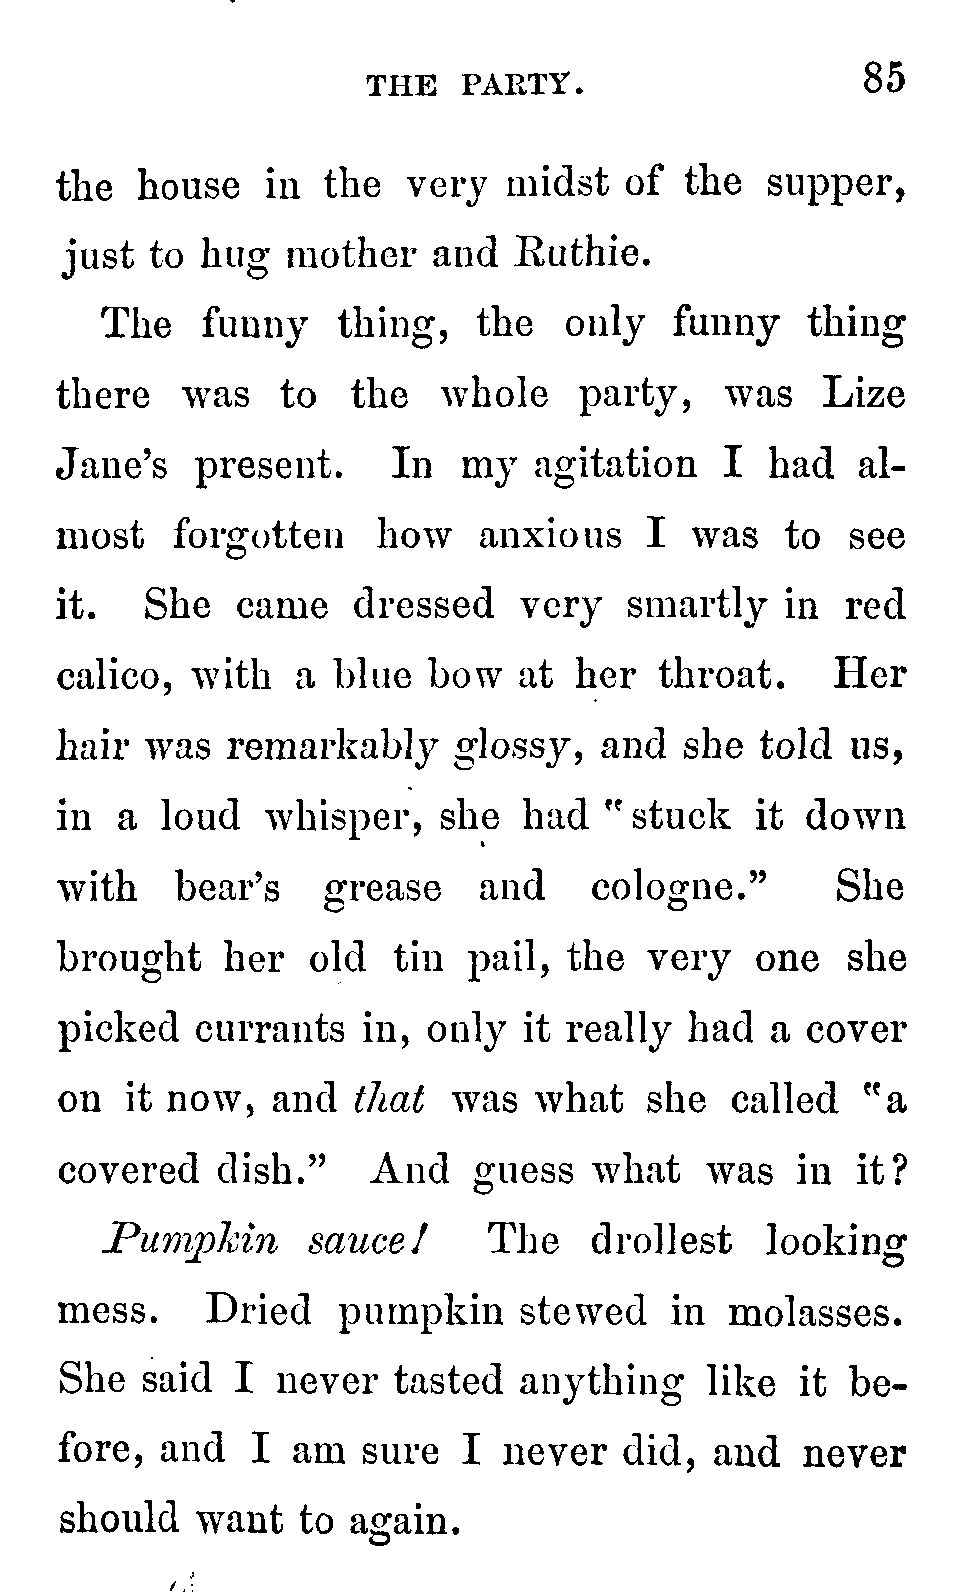 THE PARTY. 85
the house in the very midst of the supper,
just to hug mother and Ruthie.
The funny thing, the only funny thing
there was to the whole party, was Lize
Jane's present. In my agitation I had al-
most forgotten how anxious I was to see
it. She came dressed very smartly in red
calico, with a blue bow at her throat. Her
hair was remarkably glossy, and she told us,
in a loud whisper, she had "stuck it down
with bear's grease and cologne." She
brought her old tin pail, the very one she
picked currants in, only it really had a cover
on it now, and that was what she called "a
covered dish." And guess what was in it?
Pumpkin sauce! The drollest looking
mess. Dried pumpkin stewed in molasses.
She said I never tasted anything like it be-
fore, and I am sure I never did, and never
should want to again.